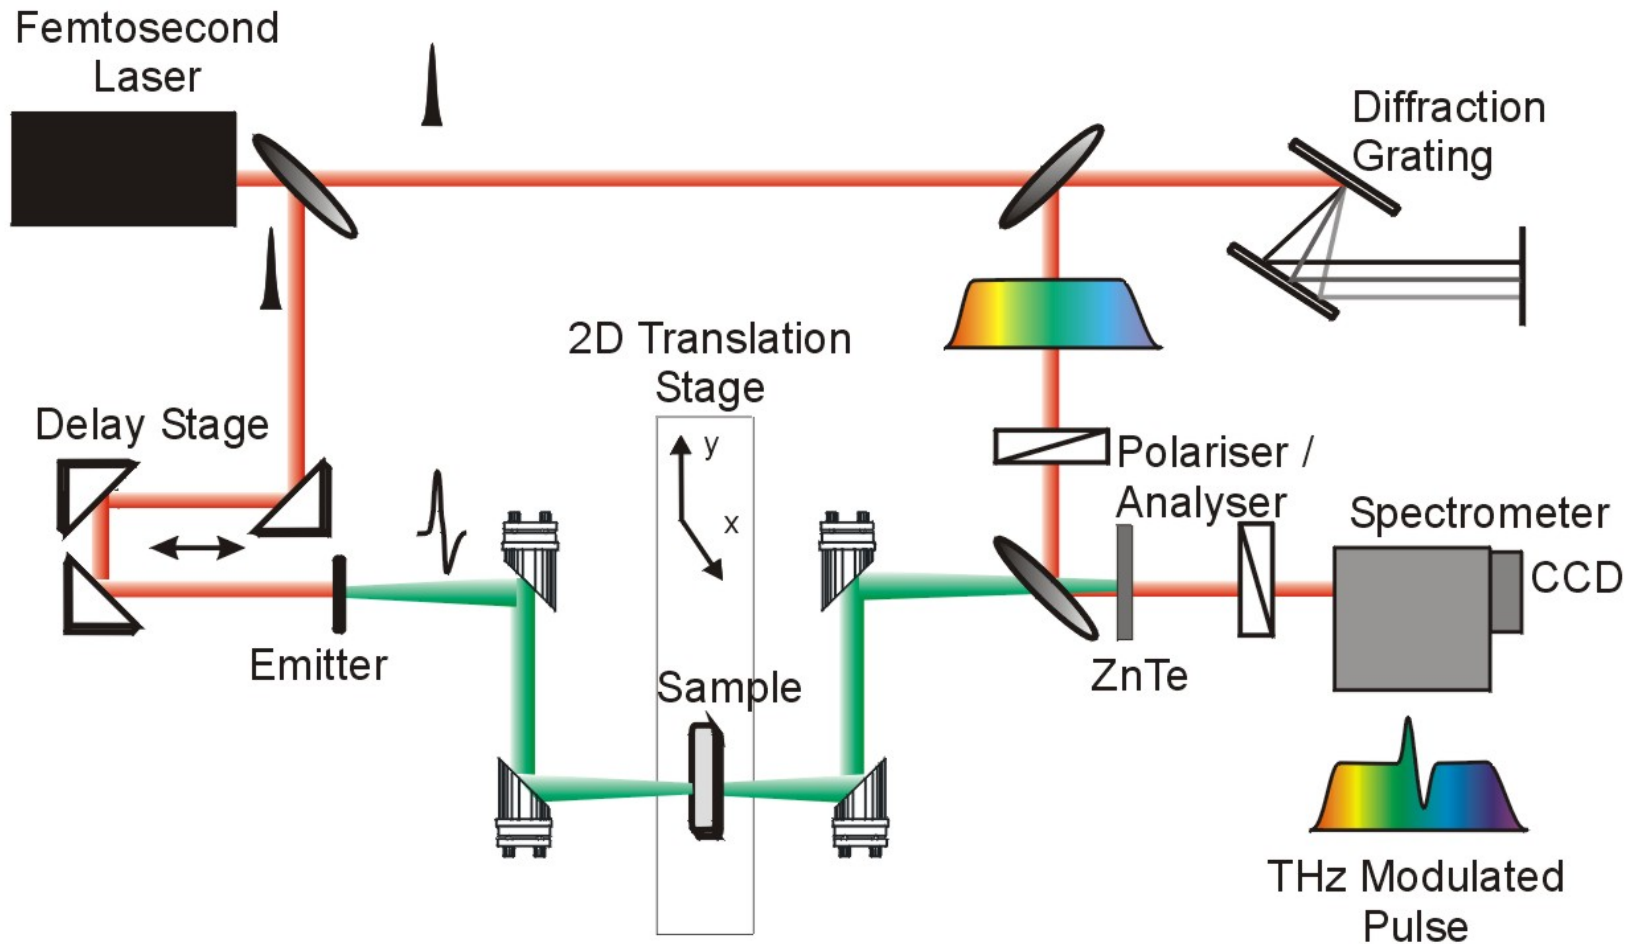 Femtosecond
Laser
Diffraction
Grating
2D Translation
Stage
Delay Stage
y
x
Polariser /
Analyser
Spectrometer
CCD
Emitter
Sample
ZnTe
THz Modulated
Pulse